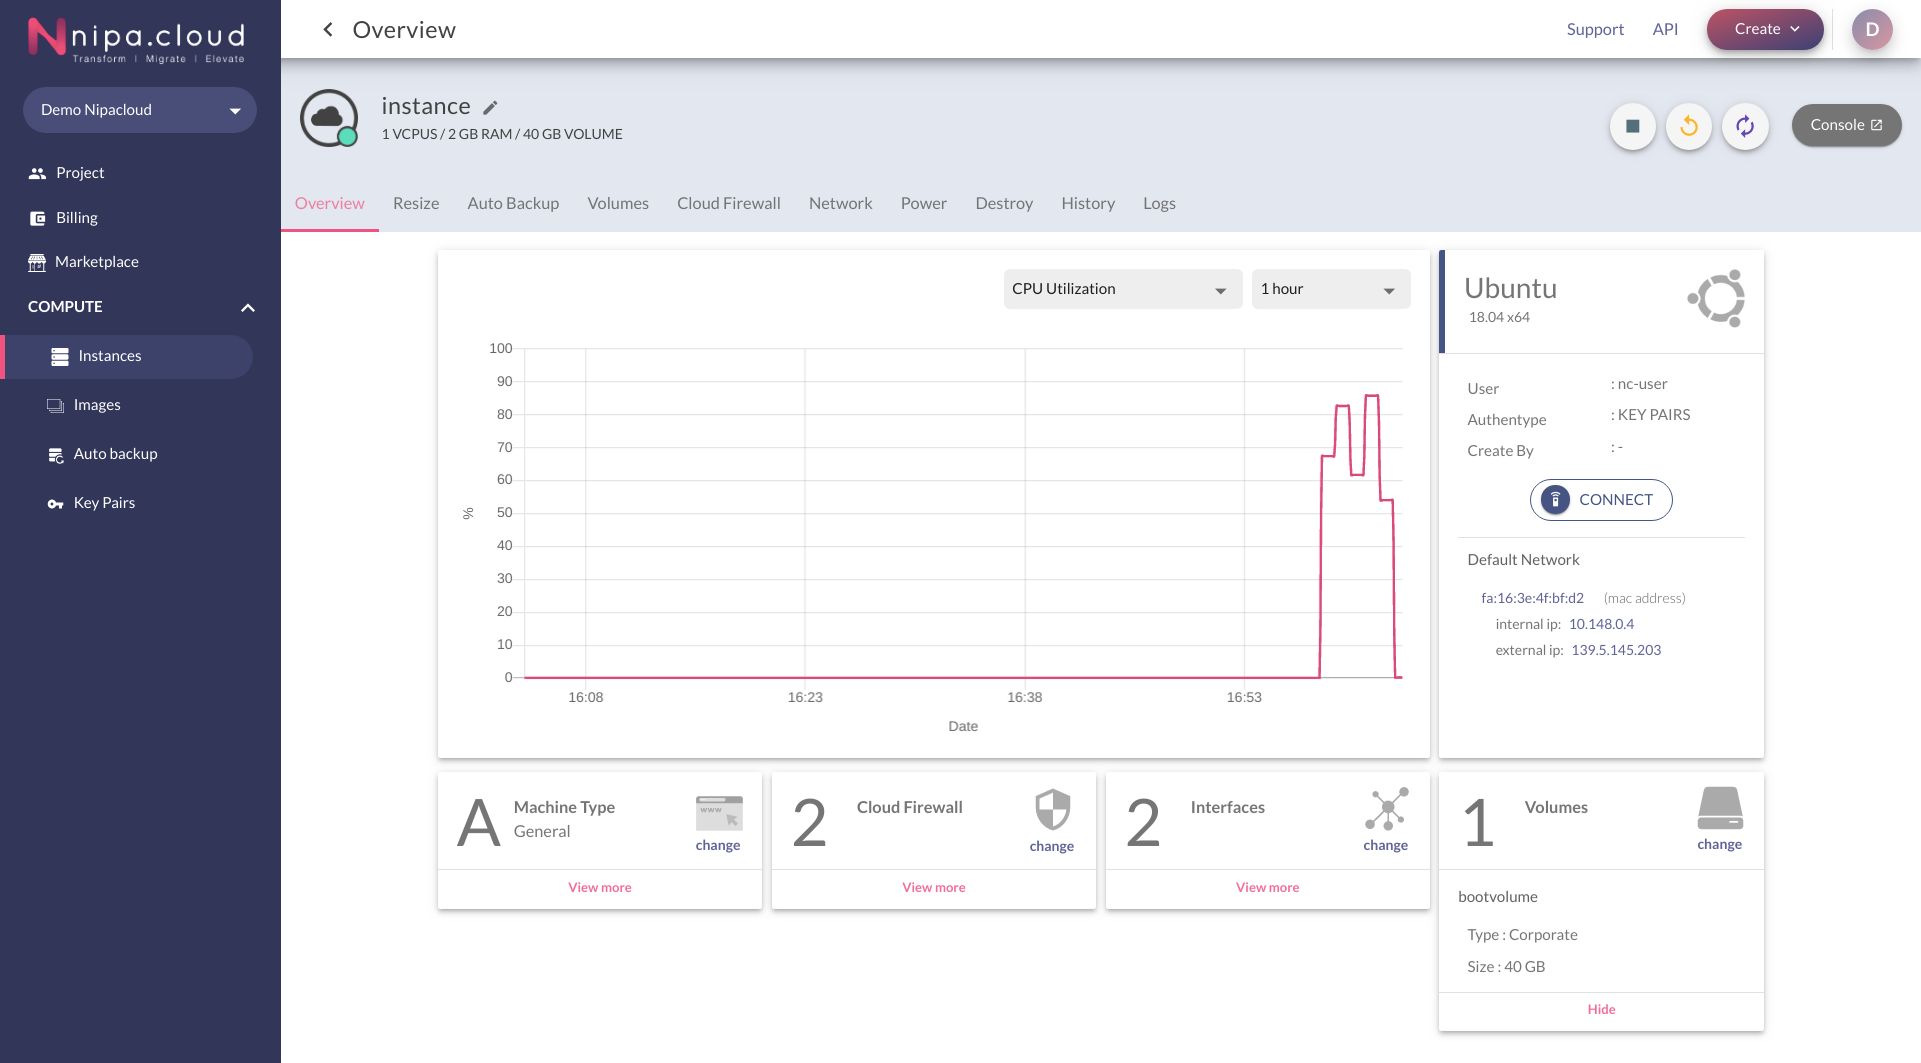 nipa.cloud
Transform | Migrate | Elevate
Demo Nipacloud
Project
Billing
Marketplace
COMPUTE
Instances
Images
Auto backup
Key Pairs
Overview
Support
API
Create
D
instance
1 VCPUS / 2 GB RAM / 40 GB VOLUME
Console
Overview
Resize
Auto Backup
Volumes
Cloud Firewall
Network
Power
Destroy
History
Logs
CPU Utilization
1 hour
100
90
80
70
60
50
40
30
20
10
0
%
16:08
16:23
16:38
16:53
Date
Ubuntu
18.04 x64
User : nc-user
Authentype : KEY PAIRS
Create By : -
CONNECT
Default Network
fa:16:3e:4f:bf:d2 (mac address)
internal ip: 10.148.0.4
external ip: 139.5.145.203
A
Machine Type
General
www
change
View more
2
Cloud Firewall
change
View more
2
Interfaces
change
View more
1
Volumes
change
bootvolume
Type : Corporate
Size : 40 GB
Hide